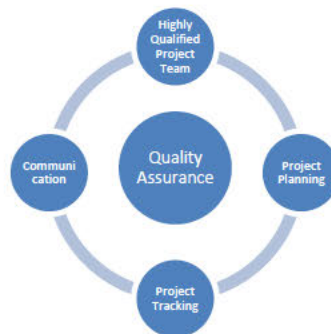 Highly
Qualified
Project
Team
Communi
cation
Quality
Assurance
Project
Planning
Project
Tracking